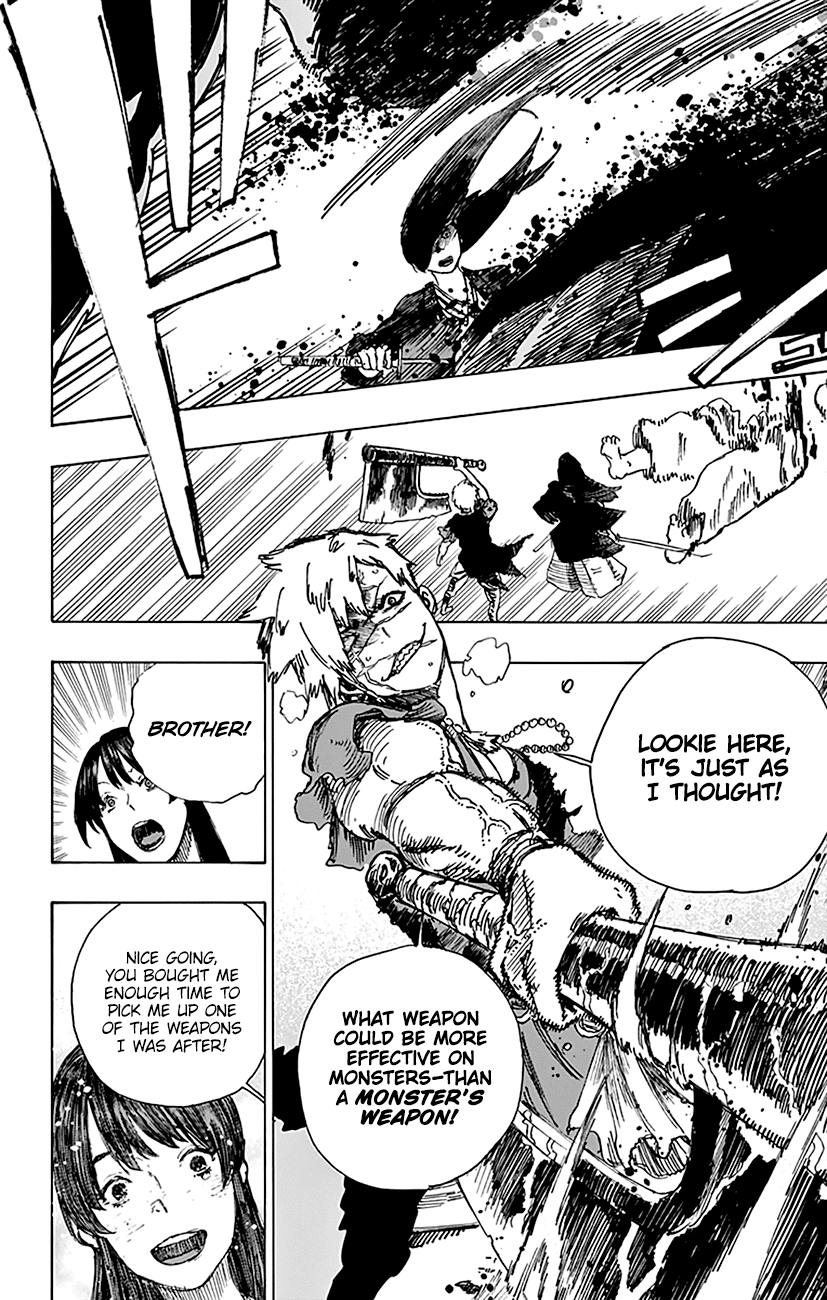 LOOKIE HERE,
IT'S JUST AS
I THOUGHT!
WHAT WEAPON
COULD BE MORE
EFFECTIVE ON
MONSTERS–THAN
A MONSTER'S
WEAPON!
BROTHER!
NICE GOING,
YOU BOUGHT ME
ENOUGH TIME TO
PICK ME UP ONE
OF THE WEAPONS
I WAS AFTER!